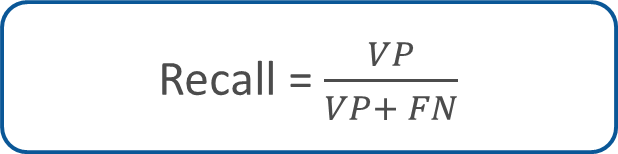 Recall = VP / VP+ FN